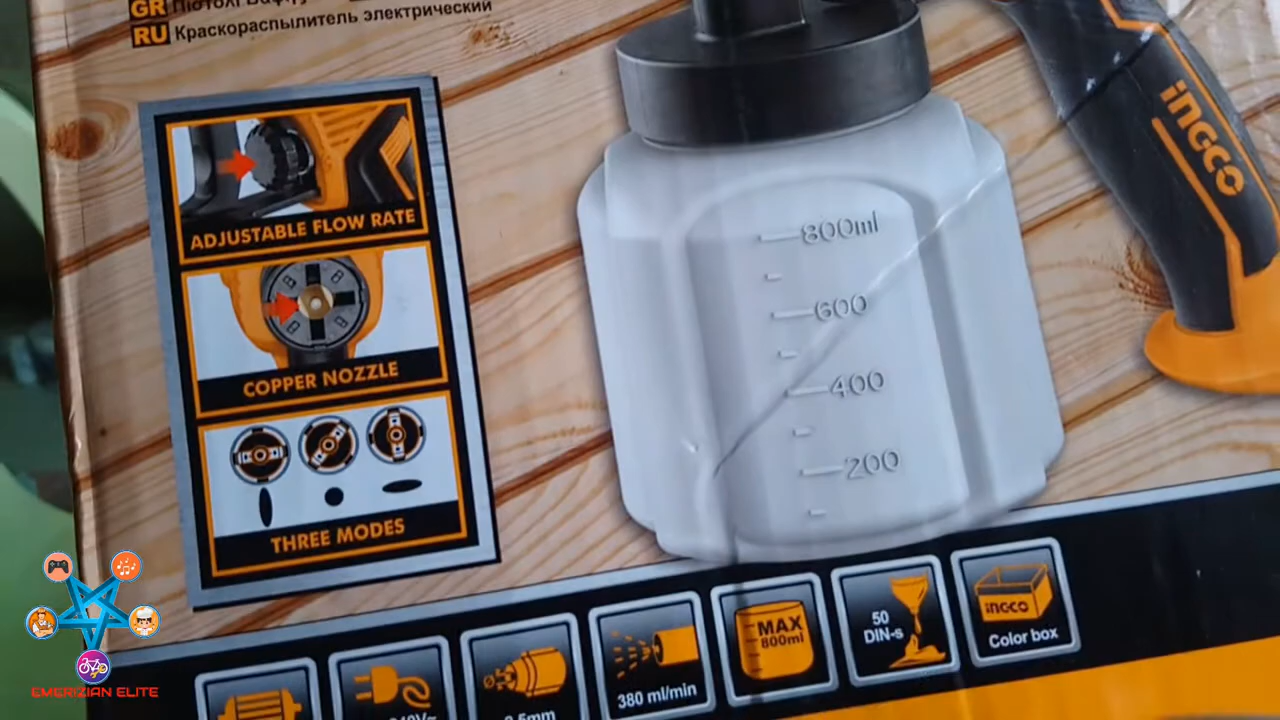 GR
RU Краскораспылитель электрический
ADJUSTABLE FLOW RATE
COPPER NOZZLE
THREE MODES
800ml
600
400
200
INGCO
380 ml/min
MAX
800ml
50
DIN-s
INGCO
Color box
EMERIZIAN ELITE